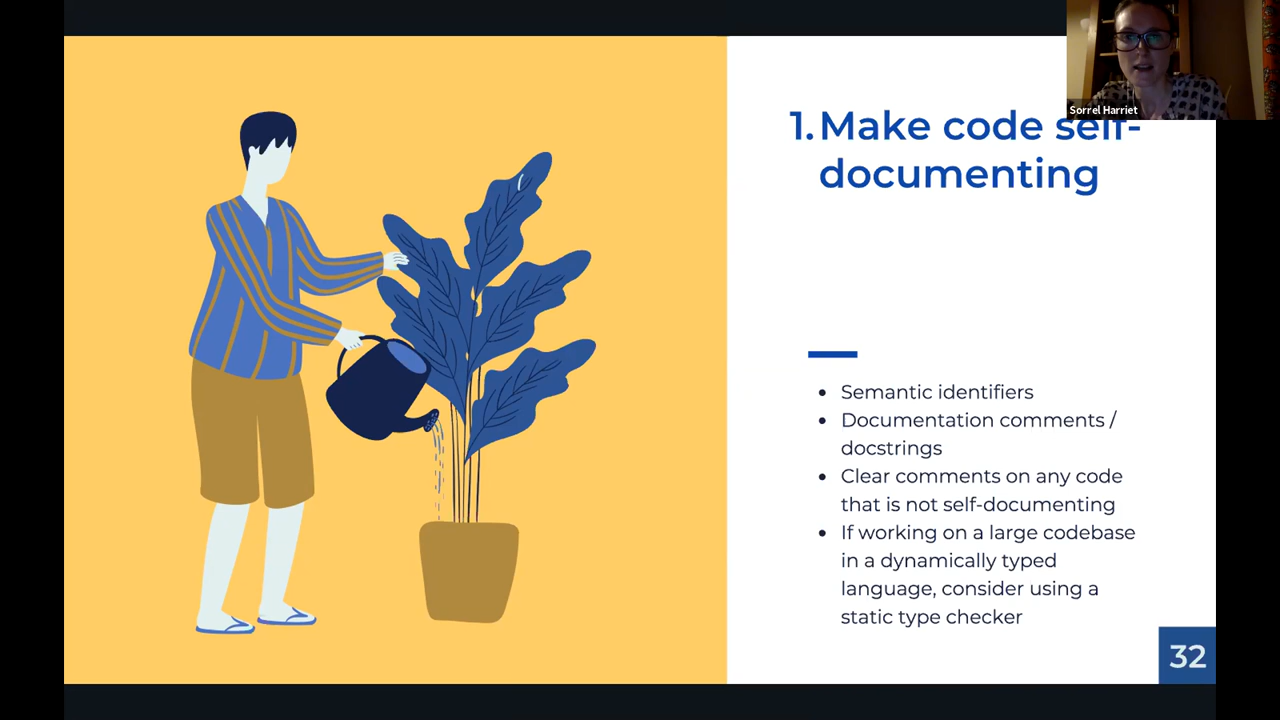 Sorrel Harriet
1. Make code self-
documenting
• Semantic identifiers
• Documentation comments /
docstrings
• Clear comments on any code
that is not self-documenting
• If working on a large codebase
in a dynamically typed
language, consider using a
static type checker
32